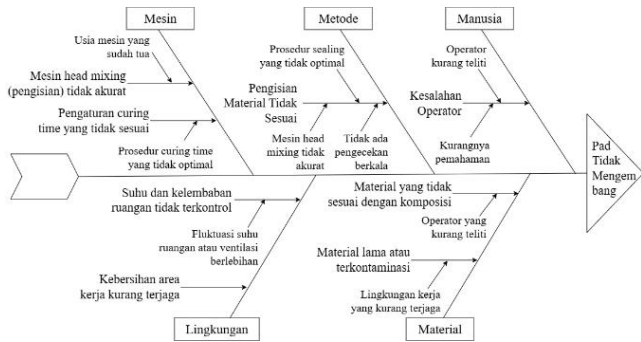 Mesin
Metode
Manusia
Usia mesin yang
sudah tua
Mesin head mixing
(pengisian) tidak akurat
Pengaturan curing
time yang tidak sesuai
Prosedur curing time
yang tidak optimal
Prosedur sealing
yang tidak optimal
Pengisian
Material Tidak
Sesuai
Mesin head
mixing tidak
akurat
Tidak ada
pengecekan
berkala
Operator
kurang teliti
Kesalahan
Operator
Kurangnya
pemahaman
Pad
Tidak
Mengem
bang
Suhu dan kelembaban
ruangan tidak terkontrol
Fluktuasi suhu
ruangan atau ventilasi
berlebihan
Kebersihan area
kerja kurang terjaga
Material yang tidak
sesuai dengan komposisi
Operator yang
kurang teliti
Material lama atau
terkontaminasi
Lingkungan kerja
yang kurang terjaga
Lingkungan
Material